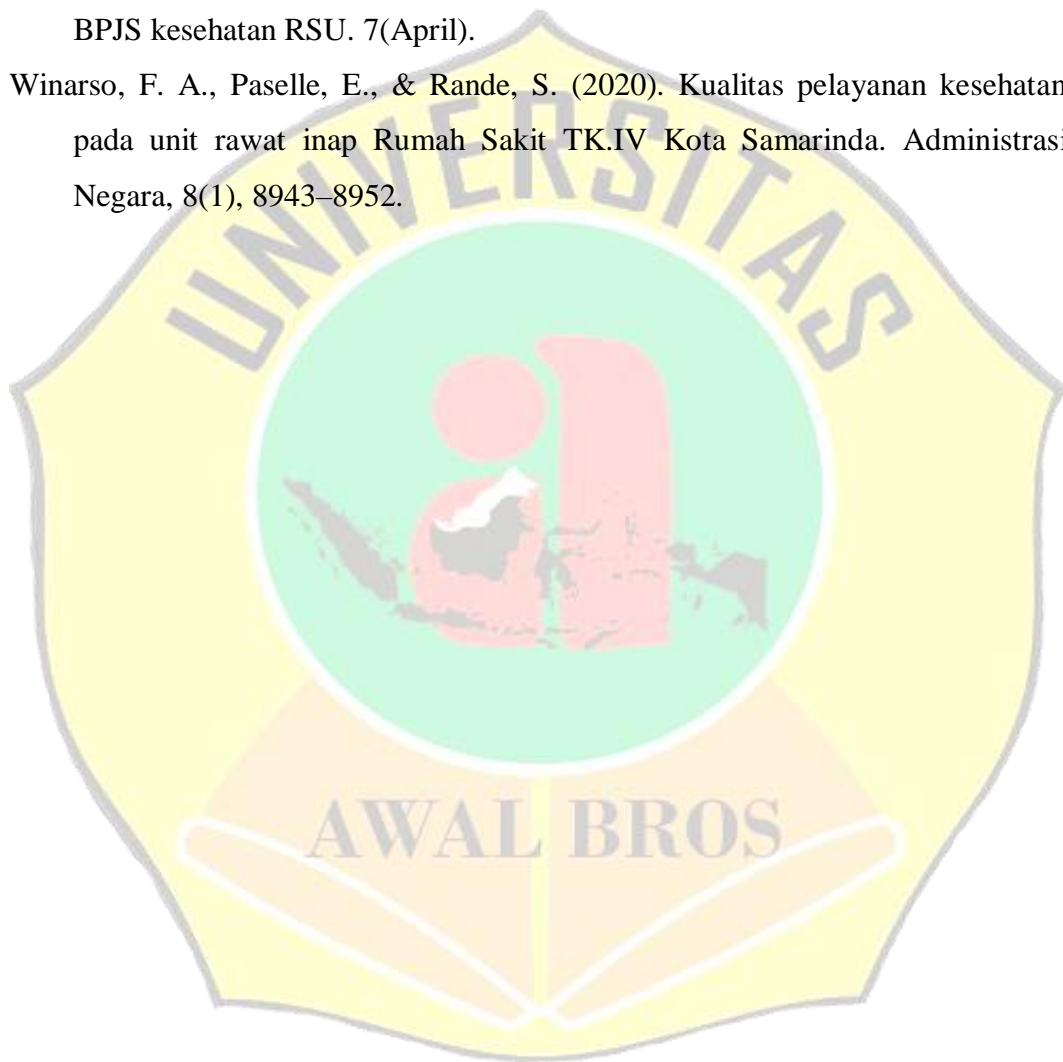 BPJS kesehatan RSU. 7(April).
Winarso, F. A., Paselle, E., & Rande, S. (2020). Kualitas pelayanan kesehatan
pada unit rawat inap Rumah Sakit TK.IV Kota Samarinda. Administrasi
Negara, 8(1), 8943–8952.
UNIVERSITAS
AWAL BROS